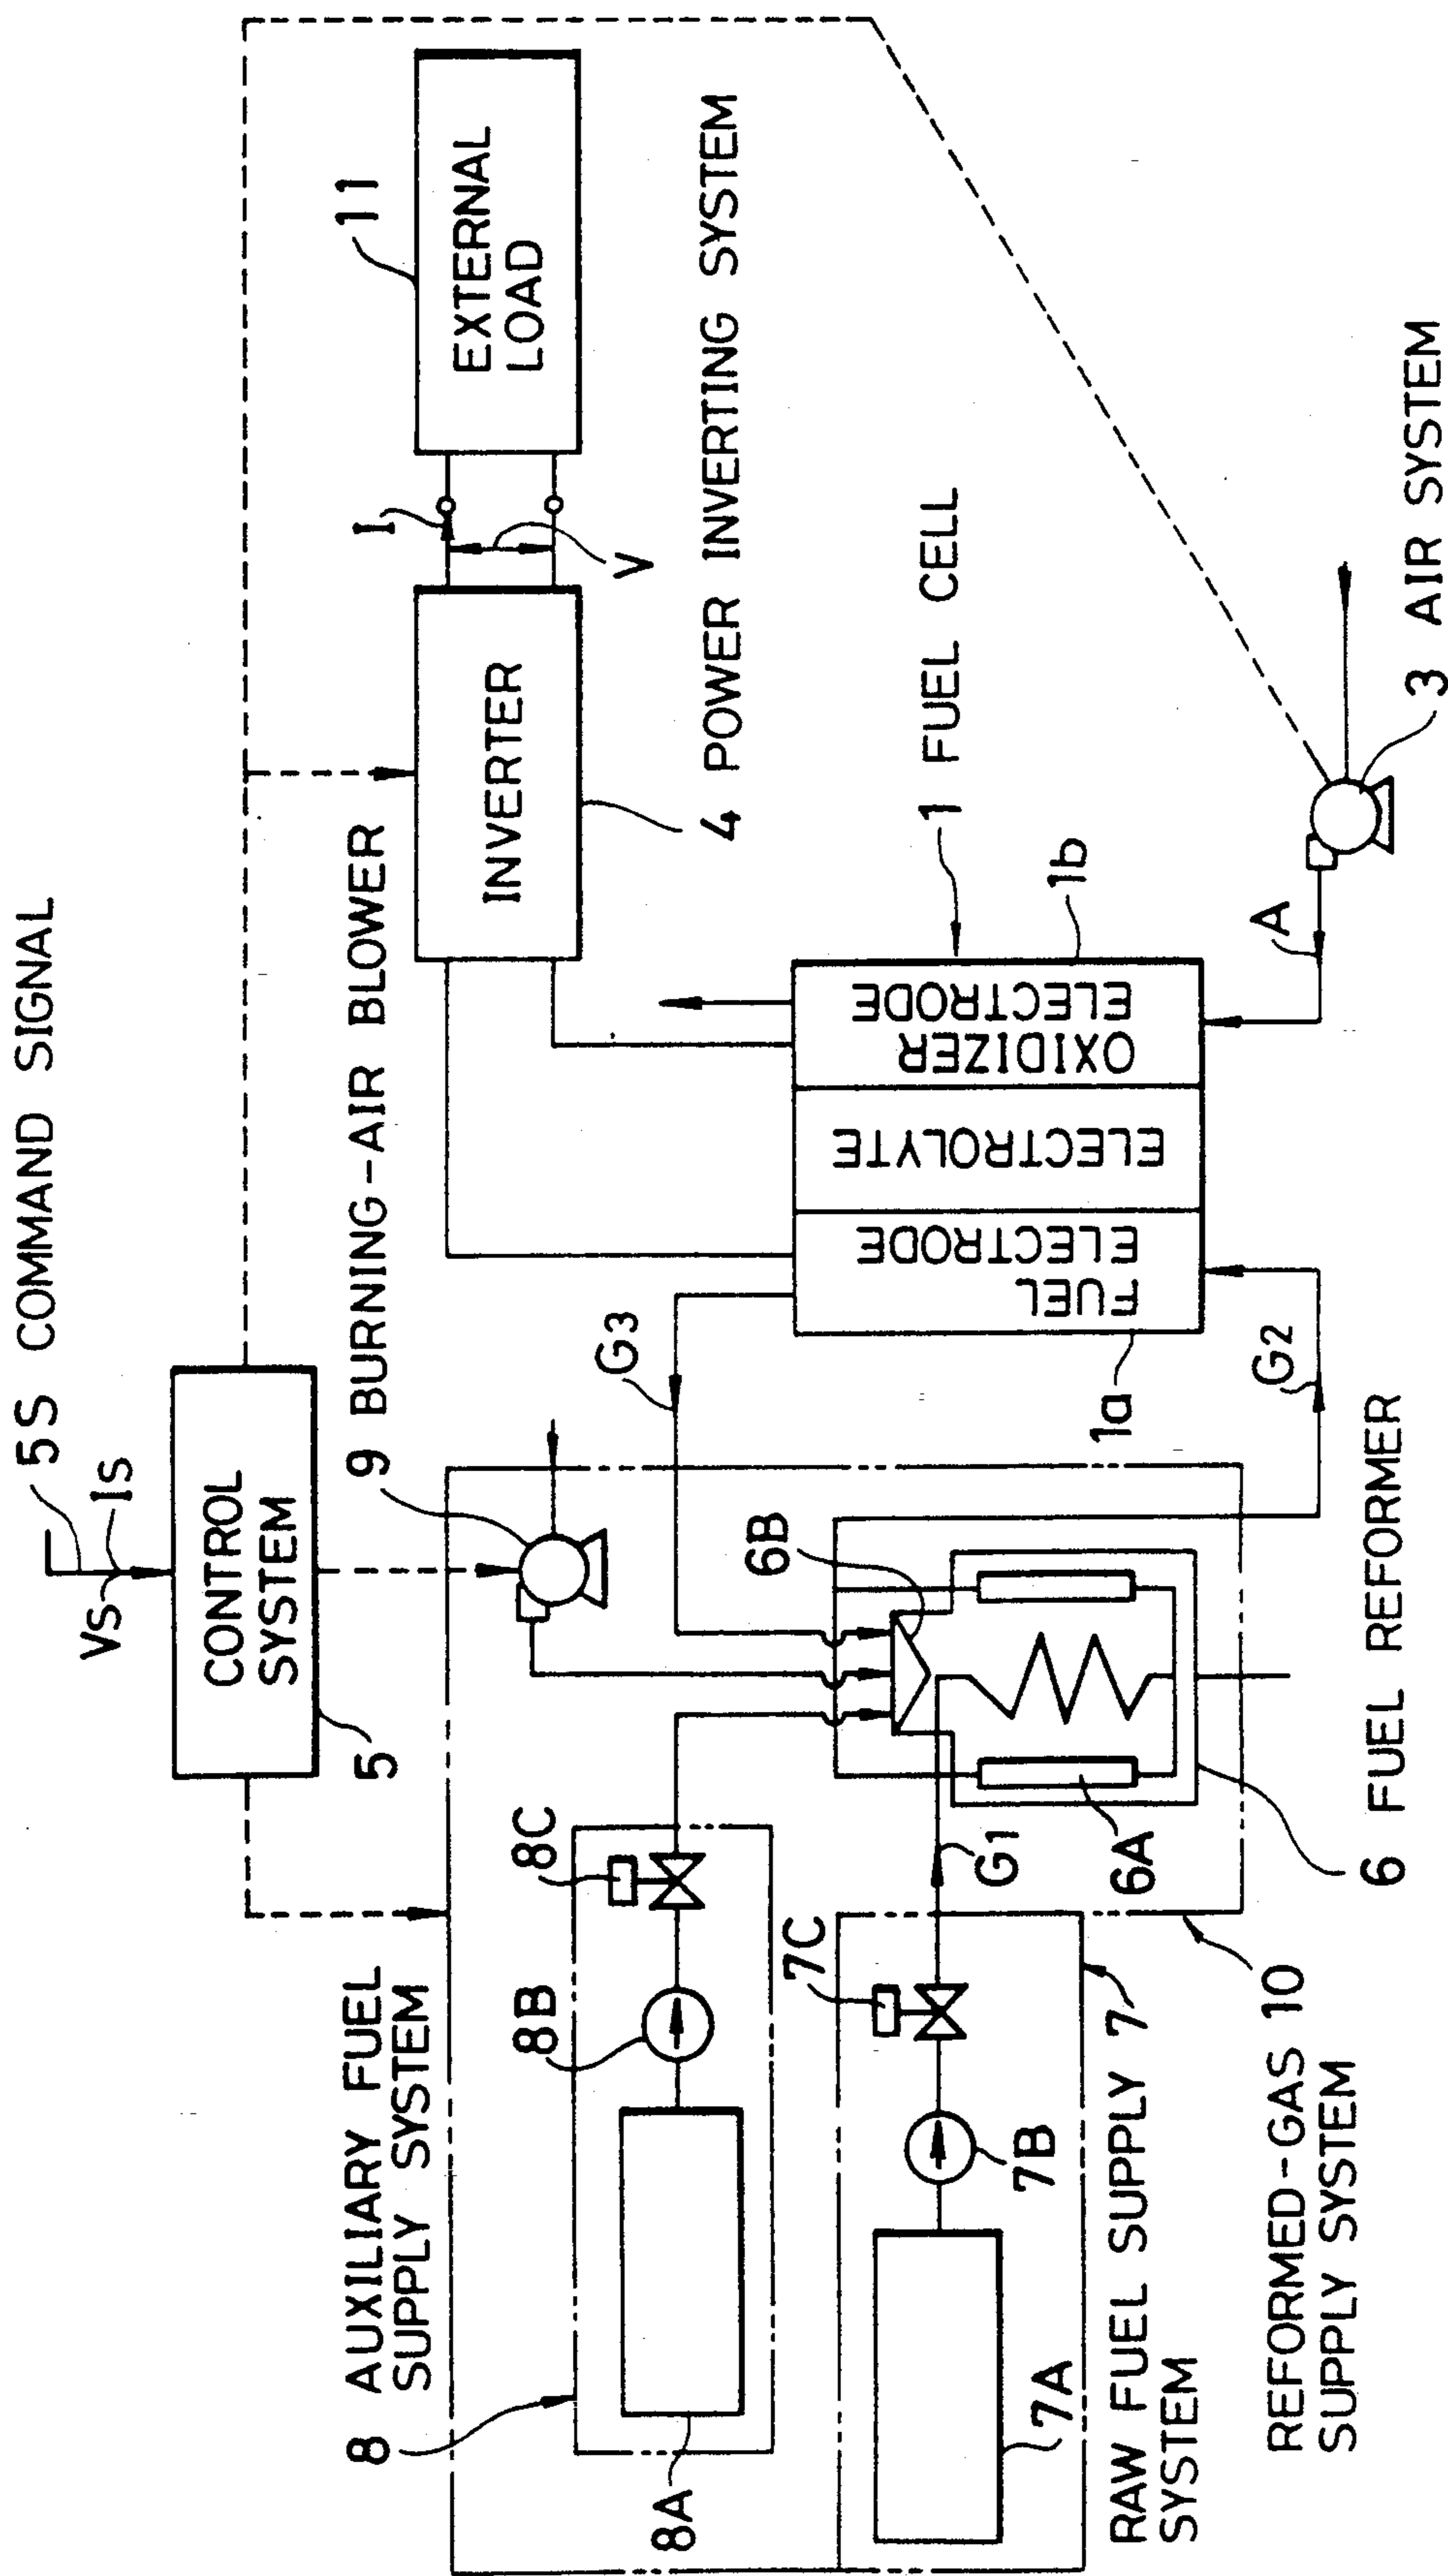 5S COMMAND SIGNAL
Vs
Is
CONTROL
SYSTEM
5
9 BURNING-AIR BLOWER
8 AUXILIARY FUEL
SUPPLY SYSTEM
8A
8B
8C
INVERTER
4 POWER INVERTING SYSTEM
I
V
11
EXTERNAL
LOAD
G3
1 FUEL CELL
FUEL
ELECTRODE
ELECTROLYTE
OXIDIZER
ELECTRODE
1a
1b
A
3 AIR SYSTEM
G2
6B
6A
G1
6 FUEL REFORMER
7A
7B
7C
RAW FUEL SUPPLY 7
SYSTEM
REFORMED-GAS 10
SUPPLY SYSTEM